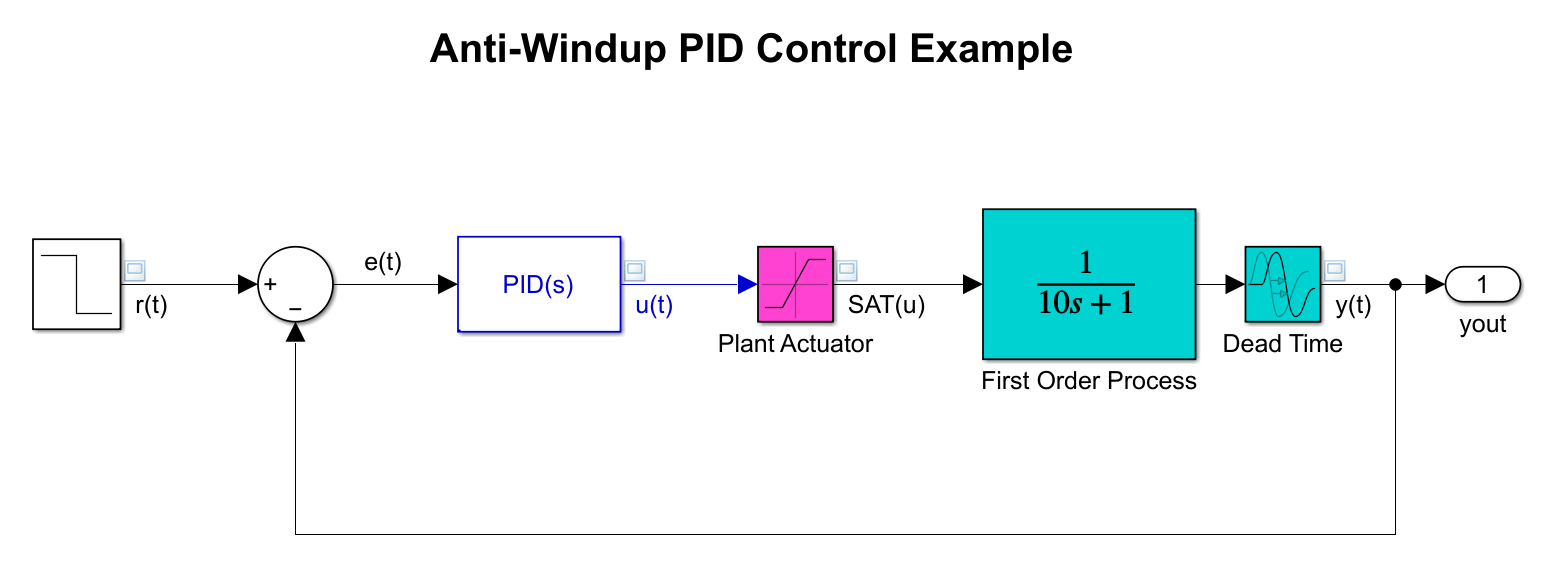 Anti-Windup PID Control Example
r(t)
+
−
e(t)
PID(s)
u(t)
Plant Actuator
SAT(u)
1
10s + 1
First Order Process
Dead Time
y(t)
1
yout